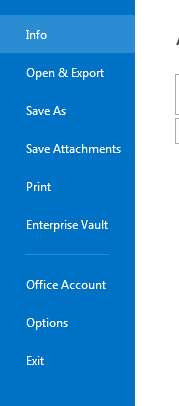 Info
Open & Export
Save As
Save Attachments
Print
Enterprise Vault
Office Account
Options
Exit